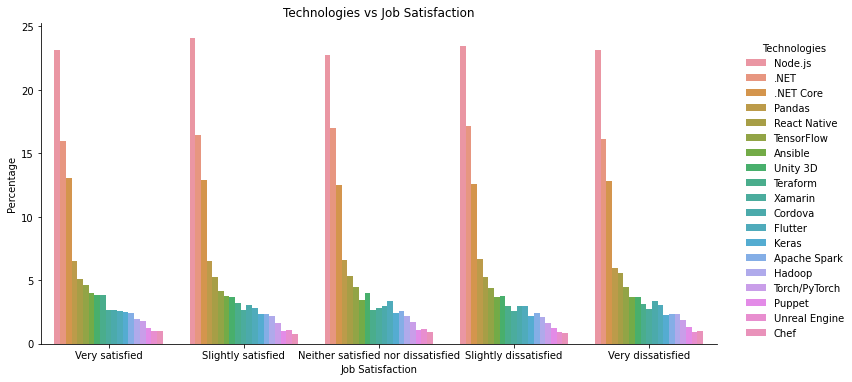 Technologies vs Job Satisfaction
25
20
15
10
5
0
Percentage
Very satisfied
Slightly satisfied
Neither satisfied nor dissatisfied
Slightly dissatisfied
Very dissatisfied
Job Satisfaction
Technologies
Node.js
.NET
.NET Core
Pandas
React Native
TensorFlow
Ansible
Unity 3D
Teraform
Xamarin
Cordova
Flutter
Keras
Apache Spark
Hadoop
Torch/PyTorch
Puppet
Unreal Engine
Chef